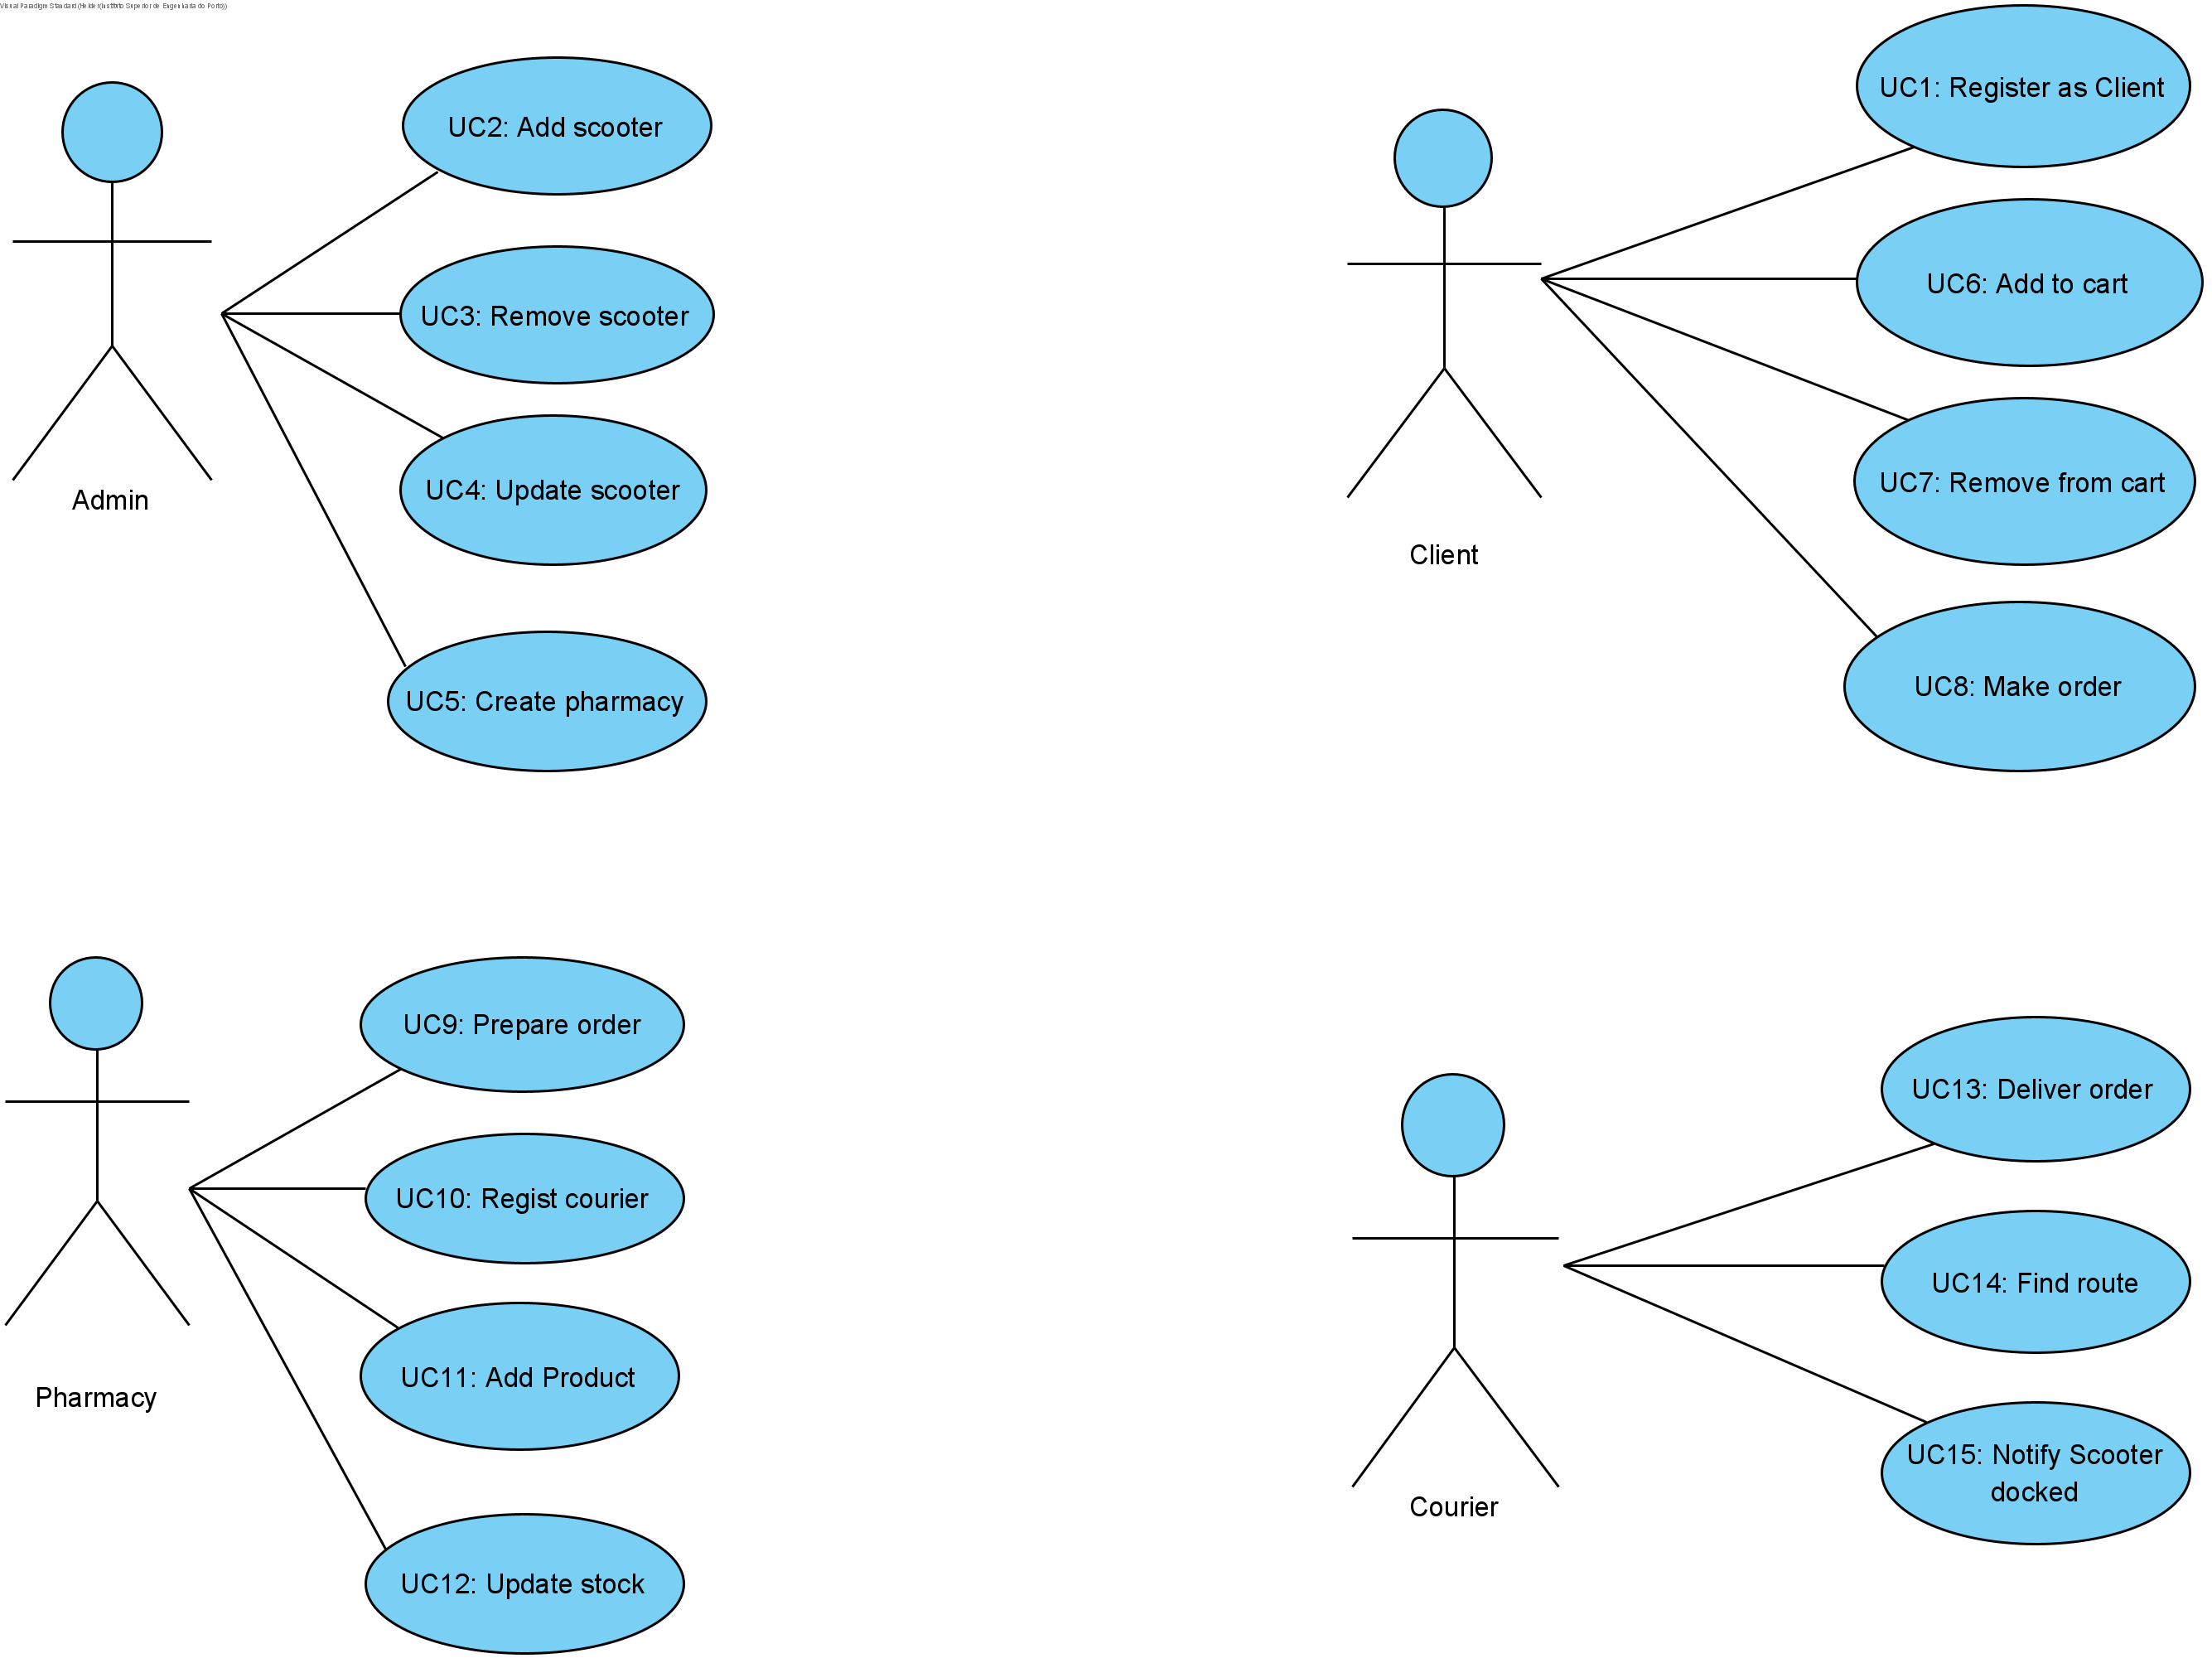 Visual Paradigm Standard (Helder(Instituto Superior de Engenharia do Porto))
UC2: Add scooter
UC3: Remove scooter
UC4: Update scooter
UC5: Create pharmacy
Admin
UC1: Register as Client
UC6: Add to cart
UC7: Remove from cart
UC8: Make order
Client
UC9: Prepare order
UC10: Regist courier
UC11: Add Product
UC12: Update stock
Pharmacy
UC13: Deliver order
UC14: Find route
UC15: Notify Scooter
docked
Courier